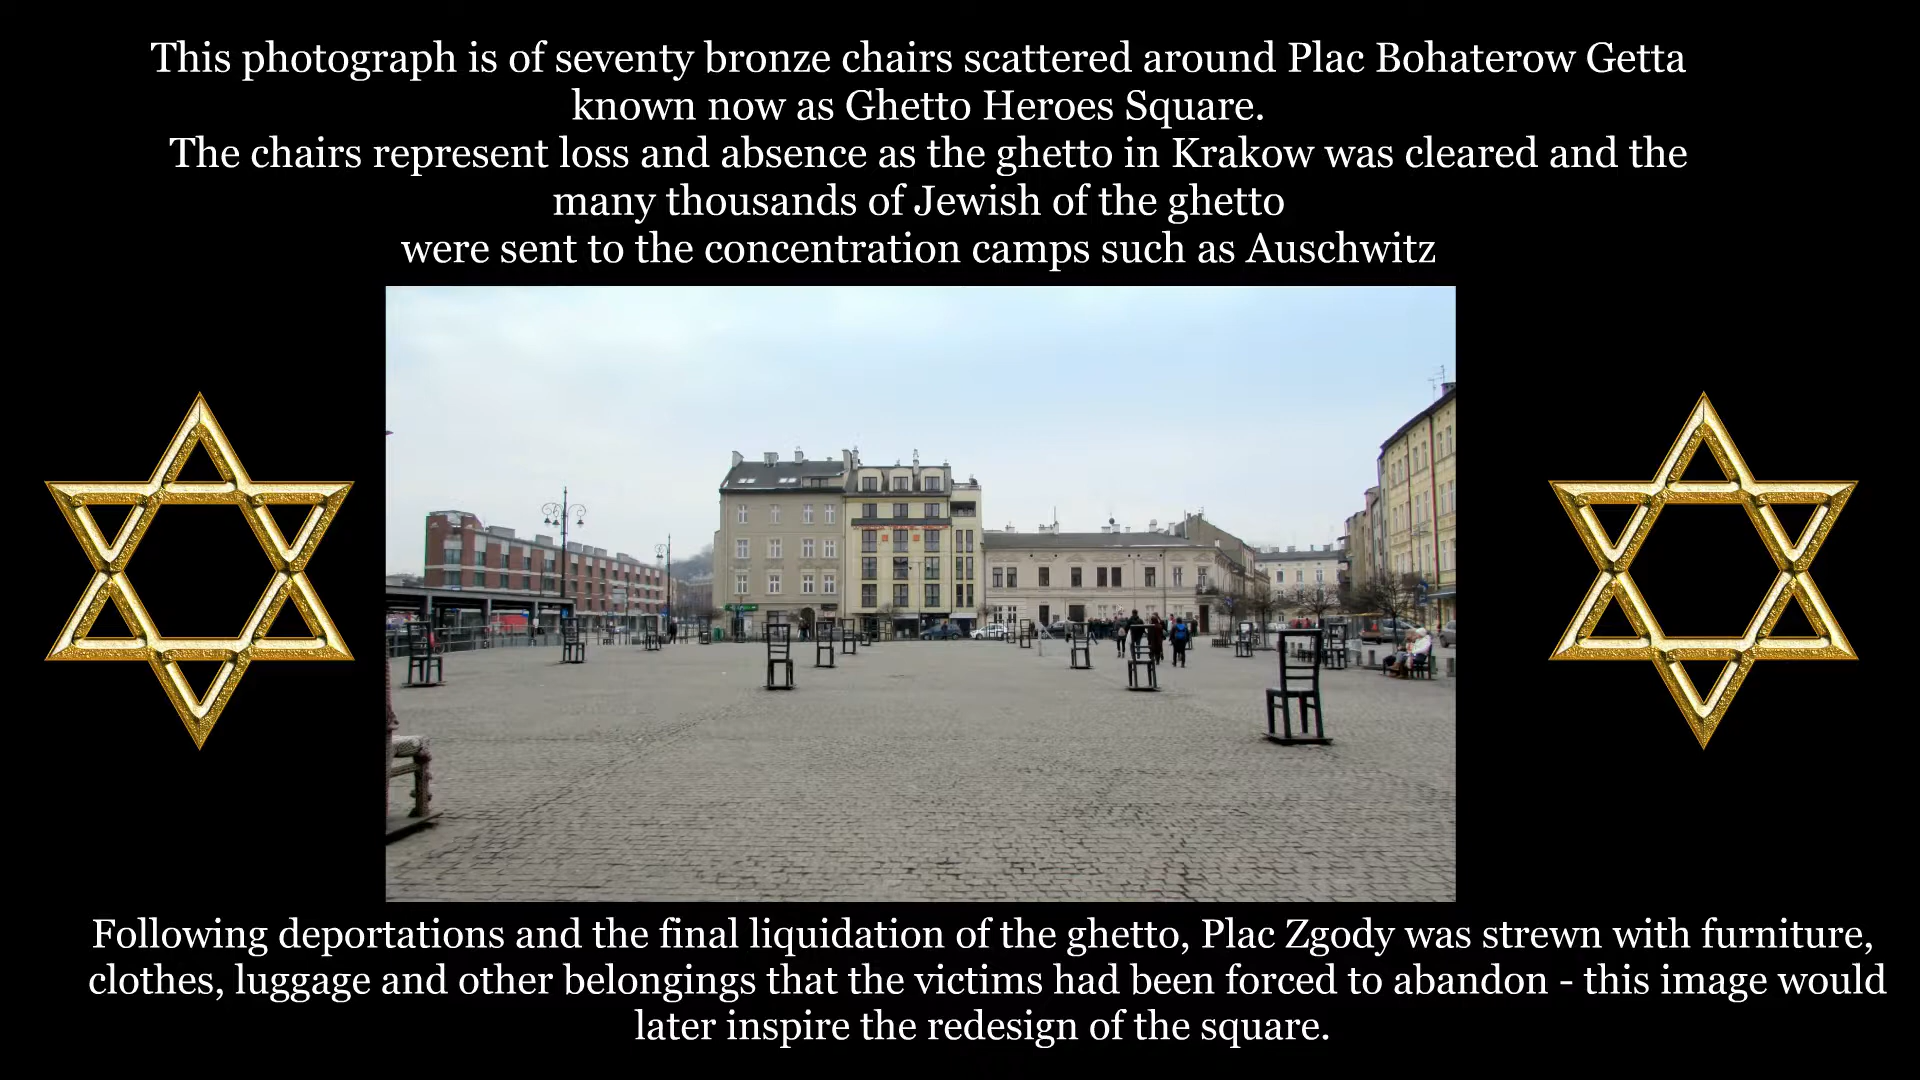 This photograph is of seventy bronze chairs scattered around Plac Bohaterow Getta
known now as Ghetto Heroes Square.
The chairs represent loss and absence as the ghetto in Krakow was cleared and the
many thousands of Jewish of the ghetto
were sent to the concentration camps such as Auschwitz
Following deportations and the final liquidation of the ghetto, Plac Zgody was strewn with furniture,
clothes, luggage and other belongings that the victims had been forced to abandon - this image would
later inspire the redesign of the square.